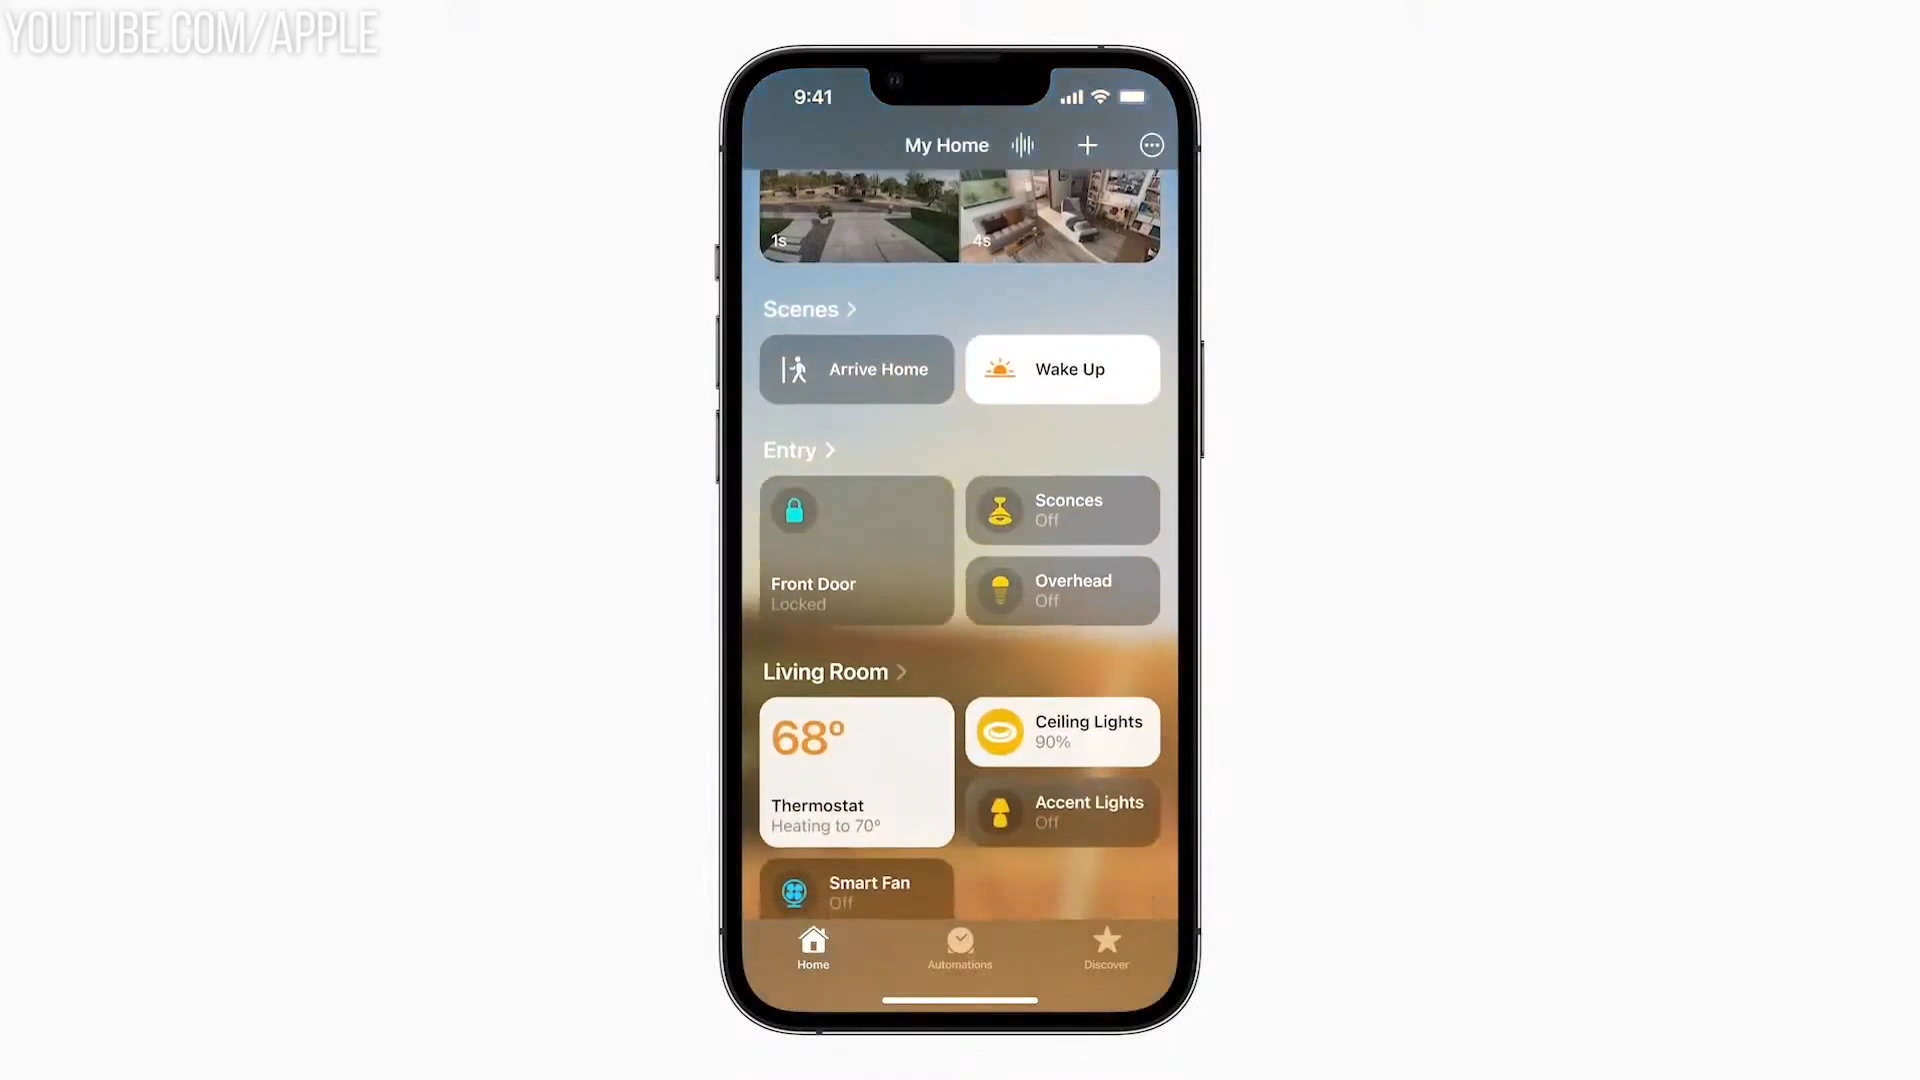 YOUTUBE.COM/APPLE
9:41
My Home
1s
4s
Scenes
Arrive Home
Wake Up
Entry
Front Door
Locked
Sconces
Off
Overhead
Off
Living Room
68°
Thermostat
Heating to 70°
Ceiling Lights
90%
Accent Lights
Off
Smart Fan
Off
Home
Automations
Discover